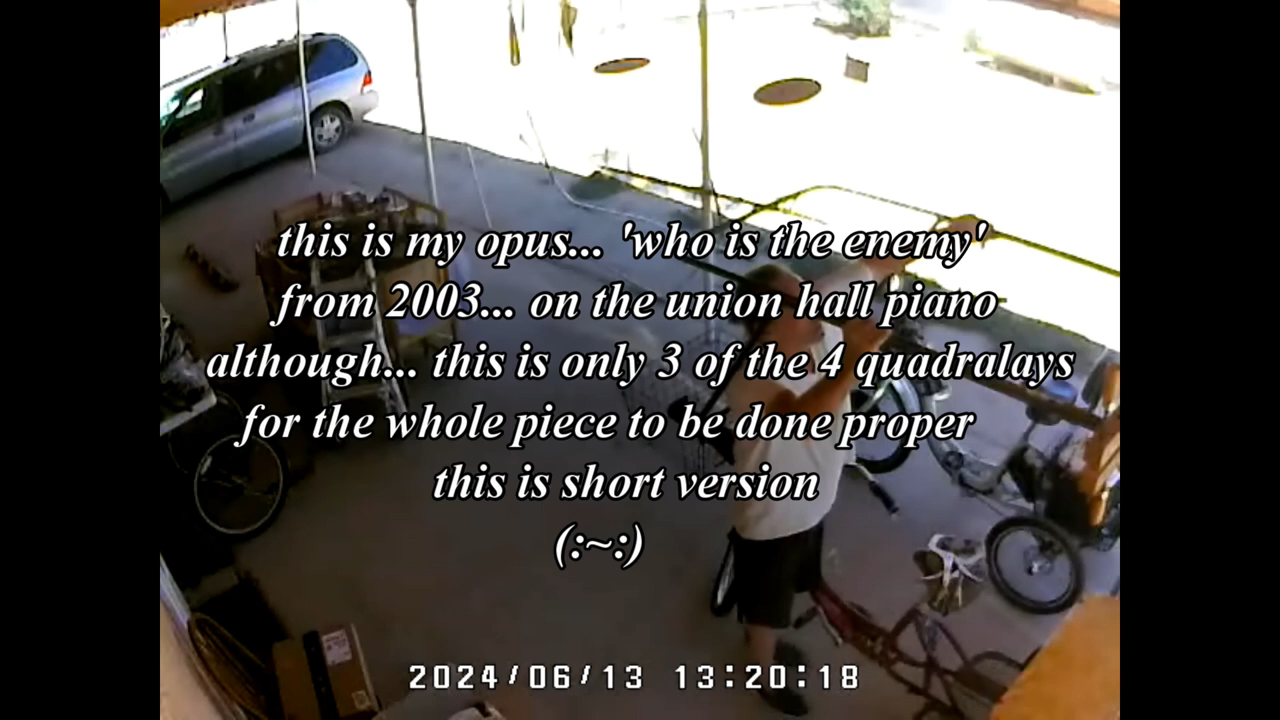 this is my opus... 'who is the enemy'
from 2003... on the union hall piano
although... this is only 3 of the 4 quadralays
for the whole piece to be done proper
this is short version
(:~:)
2024/06/13 13:20:18